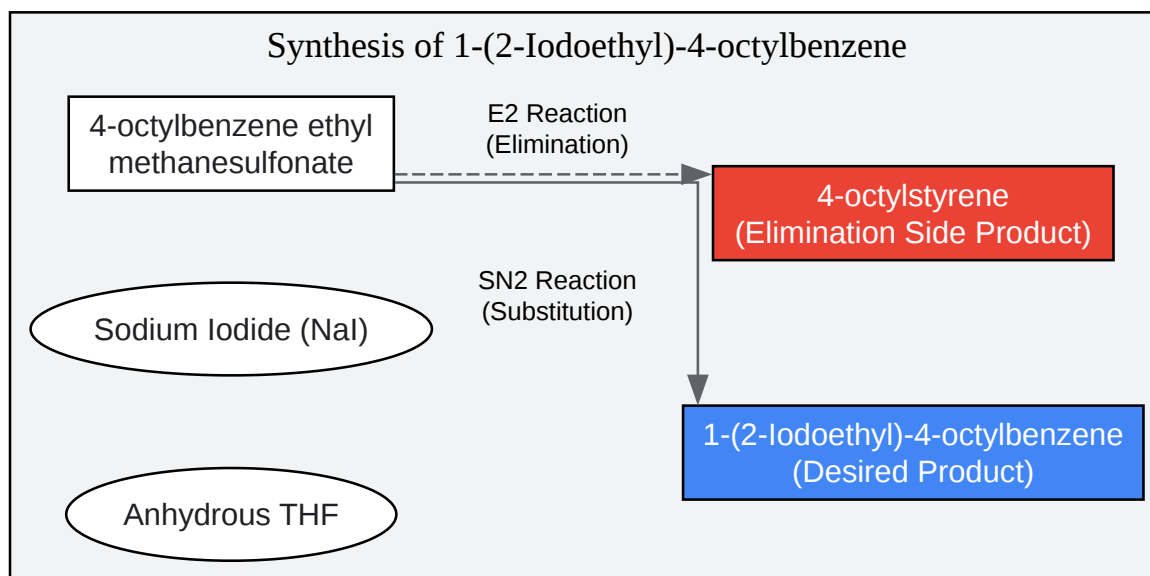 Synthesis of 1-(2-Iodoethyl)-4-octylbenzene
4-octylbenzene ethyl
methanesulfonate
E2 Reaction
(Elimination)
4-octylstyrene
(Elimination Side Product)
SN2 Reaction
(Substitution)
Sodium Iodide (NaI)
1-(2-Iodoethyl)-4-octylbenzene
(Desired Product)
Anhydrous THF